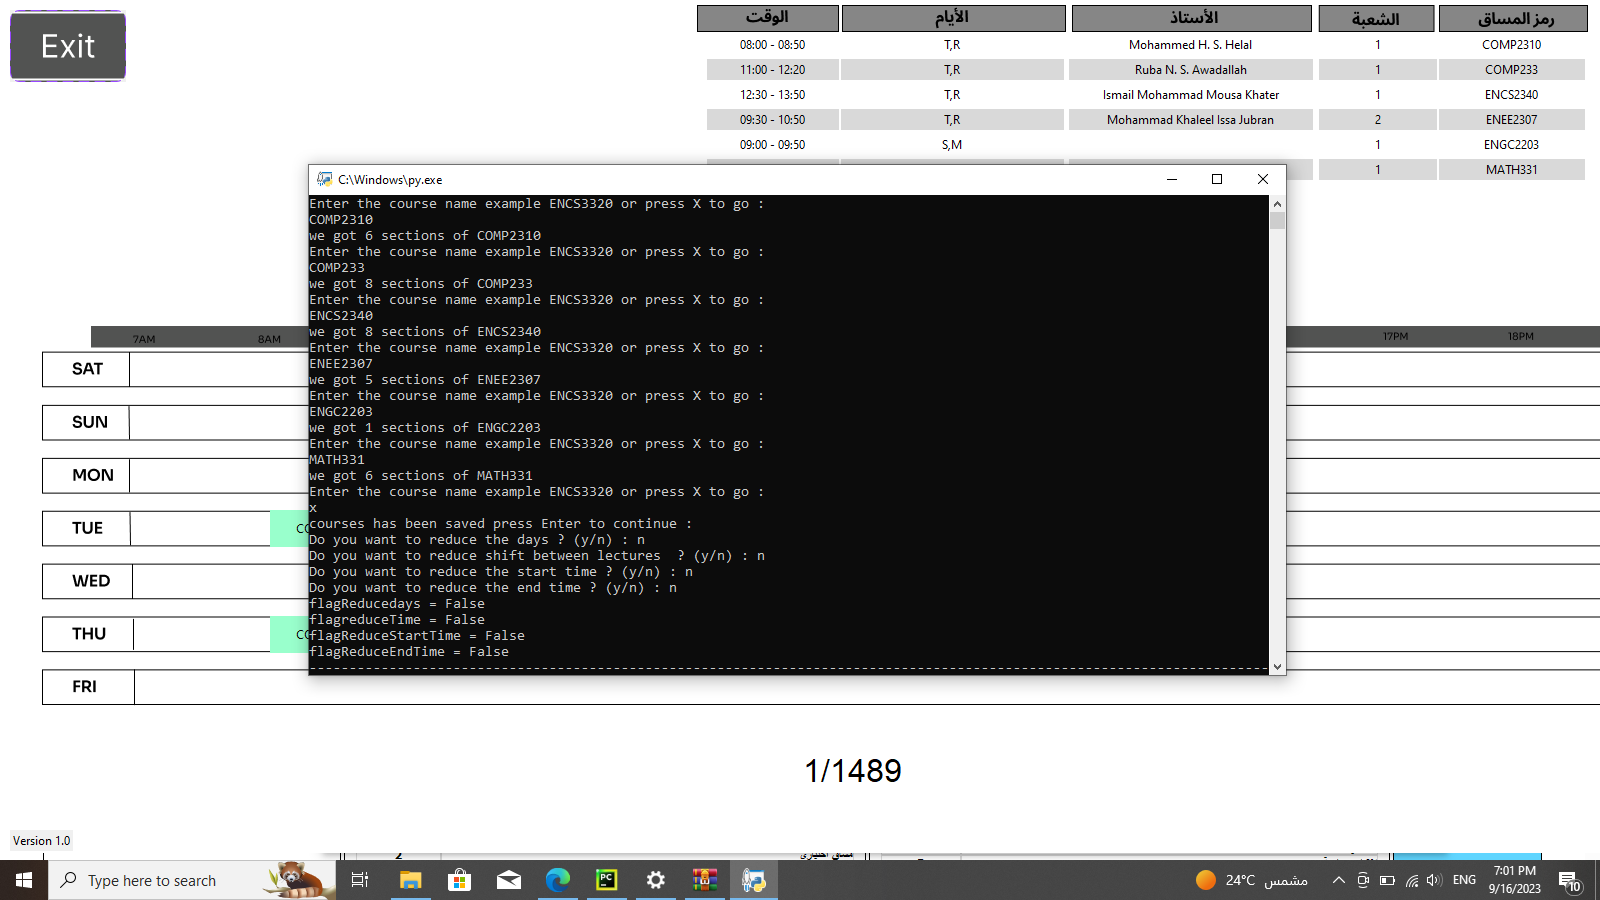 Exit
الوقت الأيام الأستاذ الشعبة رمز المساق
08:00 - 08:50 T,R Mohammed H. S. Helal 1 COMP2310
11:00 - 12:20 T,R Ruba N. S. Awadallah 1 COMP233
12:30 - 13:50 T,R Ismail Mohammad Mousa Khater 1 ENCS2340
09:30 - 10:50 T,R Mohammad Khaleel Issa Jubran 2 ENEE2307
09:00 - 09:50 S,M 1 ENGC2203
1 MATH331
C:\Windows\py.exe
Enter the course name example ENCS3320 or press X to go :
COMP2310
we got 6 sections of COMP2310
Enter the course name example ENCS3320 or press X to go :
COMP233
we got 8 sections of COMP233
Enter the course name example ENCS3320 or press X to go :
ENCS2340
we got 8 sections of ENCS2340
Enter the course name example ENCS3320 or press X to go :
ENEE2307
we got 5 sections of ENEE2307
Enter the course name example ENCS3320 or press X to go :
ENGC2203
we got 1 sections of ENGC2203
Enter the course name example ENCS3320 or press X to go :
MATH331
we got 6 sections of MATH331
Enter the course name example ENCS3320 or press X to go :
x
courses has been saved press Enter to continue :
Do you want to reduce the days ? (y/n) : n
Do you want to reduce shift between lectures  ? (y/n) : n
Do you want to reduce the start time ? (y/n) : n
Do you want to reduce the end time ? (y/n) : n
flagReducedays = False
flagreduceTime = False
flagReduceStartTime = False
flagReduceEndTime = False
7AM 8AM 17PM 18PM
SAT
SUN
MON
TUE CO
WED
THU CO
FRI
1/1489
Version 1.0
2
Type here to search
24°C مشمس
ENG
7:01 PM
9/16/2023
10